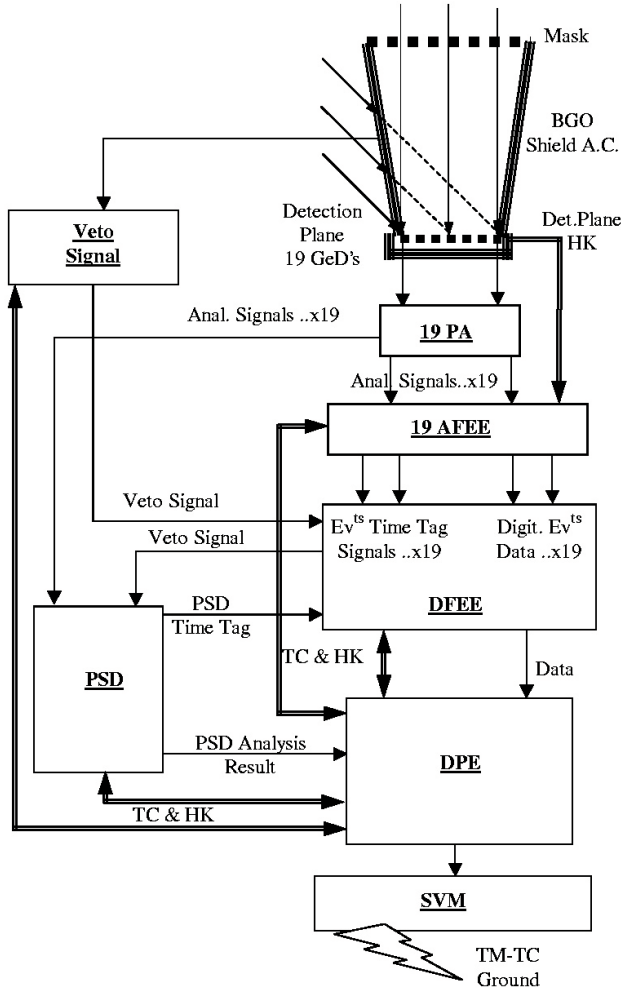 Mask
BGO
Shield A.C.
Detection
Plane
19 GeD's
Det.Plane
HK
Veto
Signal
Anal. Signals ..x19
19 PA
Anal. Signals..x19
19 AFEE
Veto Signal
Evts Time Tag
Signals ..x19
Digit. Evts
Data ..x19
Veto Signal
DFEE
PSD
Time Tag
TC & HK
Data
PSD
PSD Analysis
Result
DPE
TC & HK
SVM
TM-TC
Ground